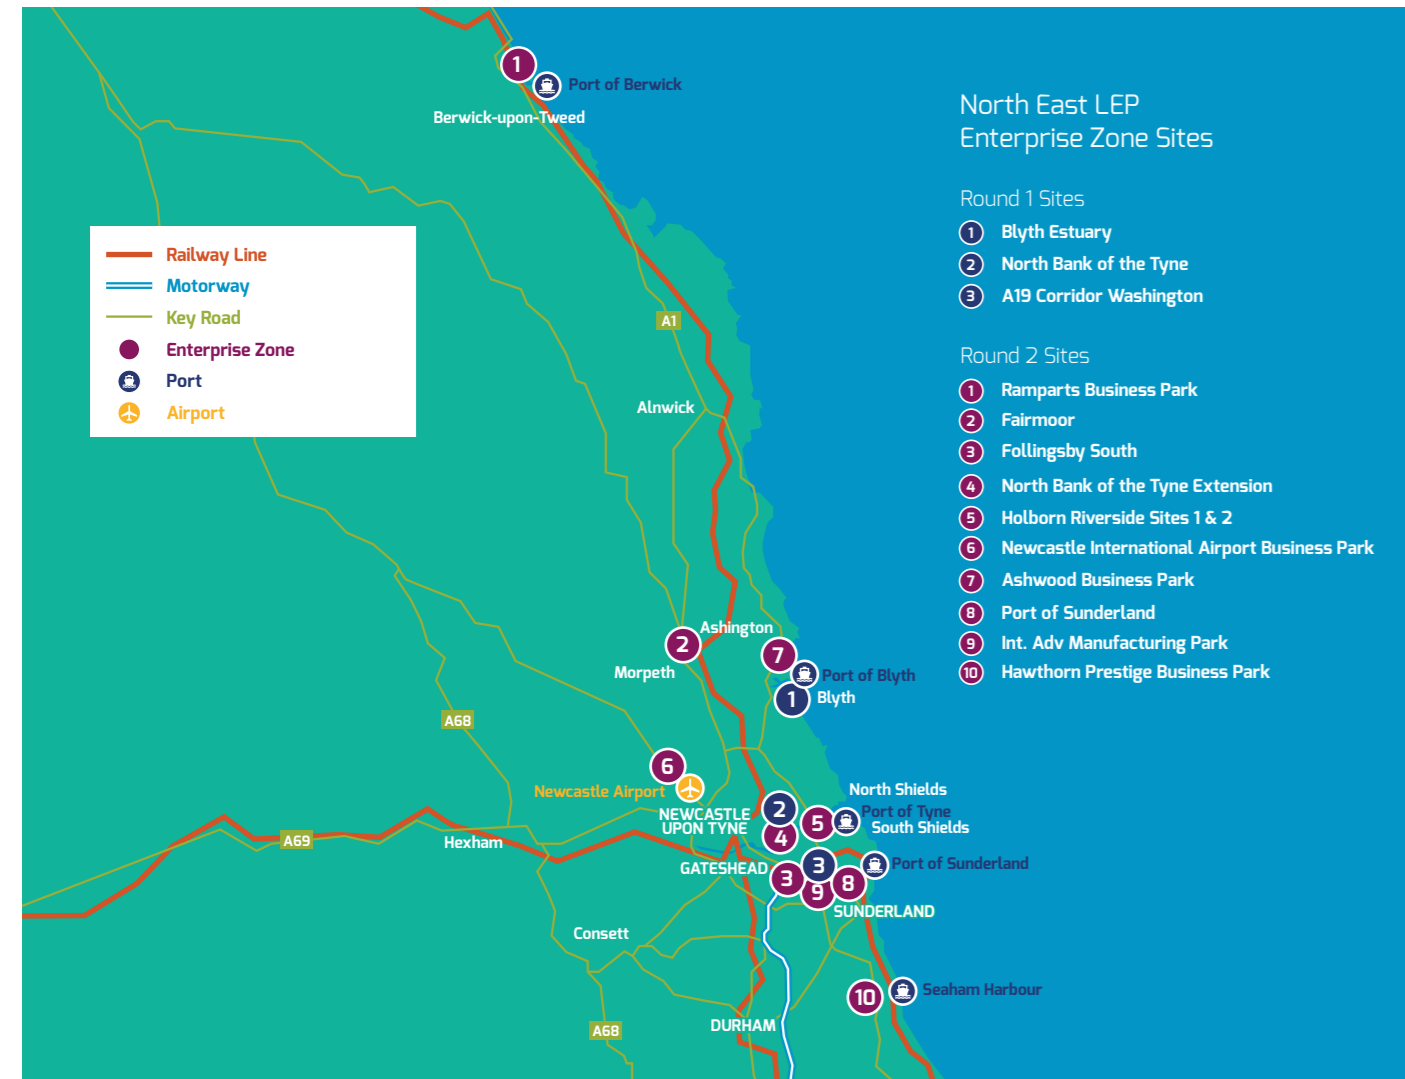 1
Port of Berwick
Berwick-upon-Tweed
North East LEP
Enterprise Zone Sites
Round 1 Sites
1 Blyth Estuary
2 North Bank of the Tyne
3 A19 Corridor Washington
Round 2 Sites
1 Ramparts Business Park
2 Fairmoor
3 Follingsby South
4 North Bank of the Tyne Extension
5 Holborn Riverside Sites 1 & 2
6 Newcastle International Airport Business Park
7 Ashwood Business Park
8 Port of Sunderland
9 Int. Adv Manufacturing Park
10 Hawthorn Prestige Business Park
Railway Line
Motorway
Key Road
Enterprise Zone
Port
Airport
A1
Alnwick
Ashington
2
7
Morpeth
Port of Blyth
1
Blyth
A68
6
Newcastle Airport
North Shields
2
NEWCASTLE
UPON TYNE
5
Port of Tyne
South Shields
4
A69
Hexham
GATESHEAD
3
3
Port of Sunderland
8
9
SUNDERLAND
Consett
10
Seaham Harbour
DURHAM
A68